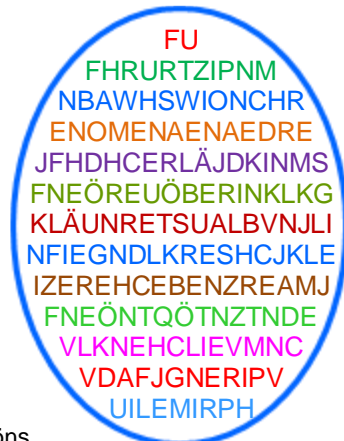 FU
FHRURTZIPNM
NBAWHSWIONCHR
ENOMENAENAEDRE
JFHDHCERLÄJDKINMS
FNEÖREUÖBERINKLKG
KLÄUNRETSUALBVNJLI
NFIEGNDLKRESHCJKLE
IZEREHCEBENZREAMJ
FNEÖNTQÖTNZTNDE
VLKNEHCLIEVMNC
VDAFJGNERIPV
UILEMIRPH